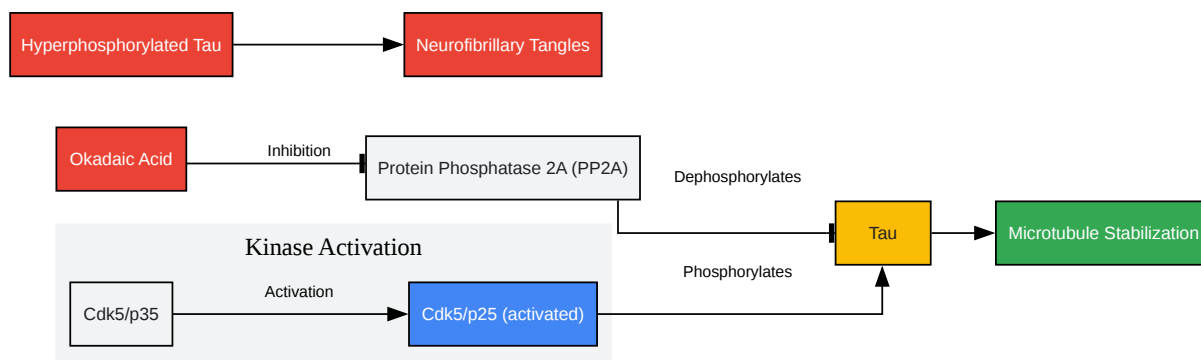 Hyperphosphorylated Tau
Neurofibrillary Tangles
Okadaic Acid
Inhibition
Protein Phosphatase 2A (PP2A)
Dephosphorylates
Tau
Microtubule Stabilization
Kinase Activation
Phosphorylates
Cdk5/p35
Activation
Cdk5/p25 (activated)